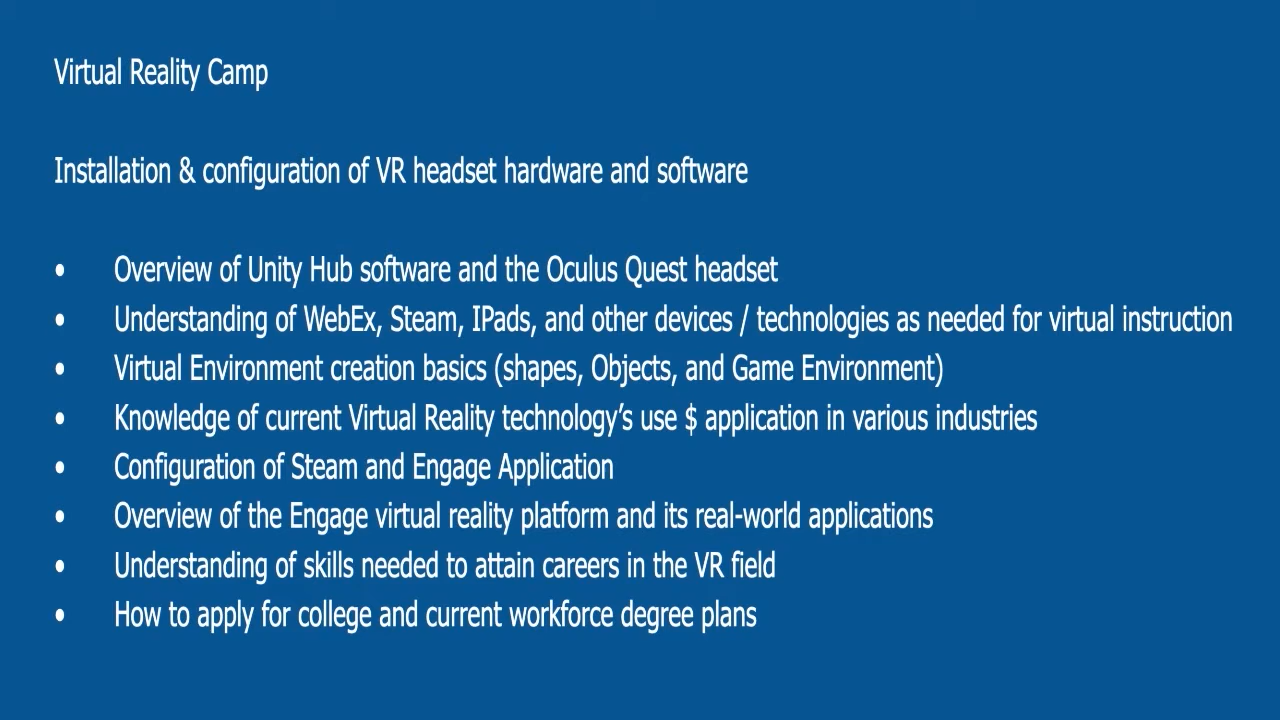 Virtual Reality Camp
Installation & configuration of VR headset hardware and software
• Overview of Unity Hub software and the Oculus Quest headset
• Understanding of WebEx, Steam, IPads, and other devices / technologies as needed for virtual instruction
• Virtual Environment creation basics (shapes, Objects, and Game Environment)
• Knowledge of current Virtual Reality technology’s use $ application in various industries
• Configuration of Steam and Engage Application
• Overview of the Engage virtual reality platform and its real-world applications
• Understanding of skills needed to attain careers in the VR field
• How to apply for college and current workforce degree plans